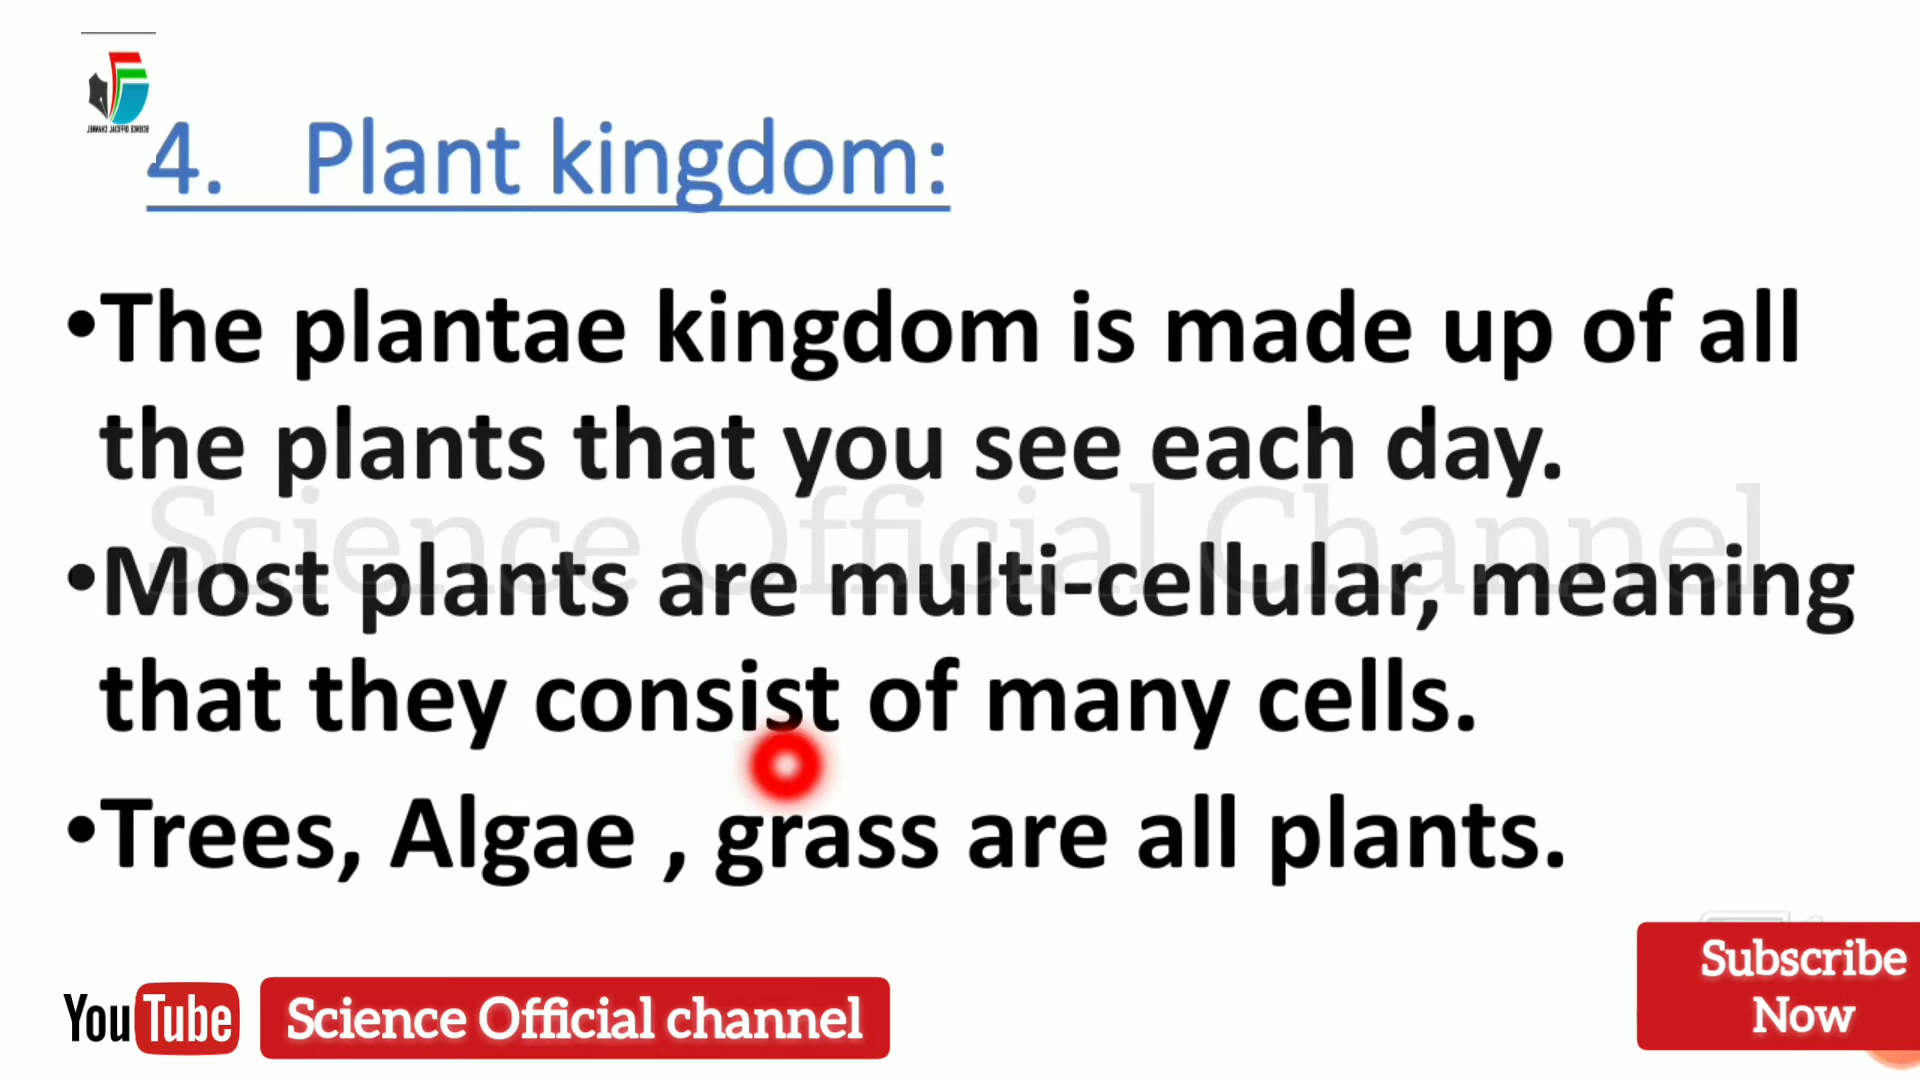 4. Plant kingdom:
•The plantae kingdom is made up of all
the plants that you see each day.
Science Official Channel
•Most plants are multi-cellular, meaning
that they consist of many cells.
•Trees, Algae , grass are all plants.
YouTube Science Official channel
Subscribe
Now